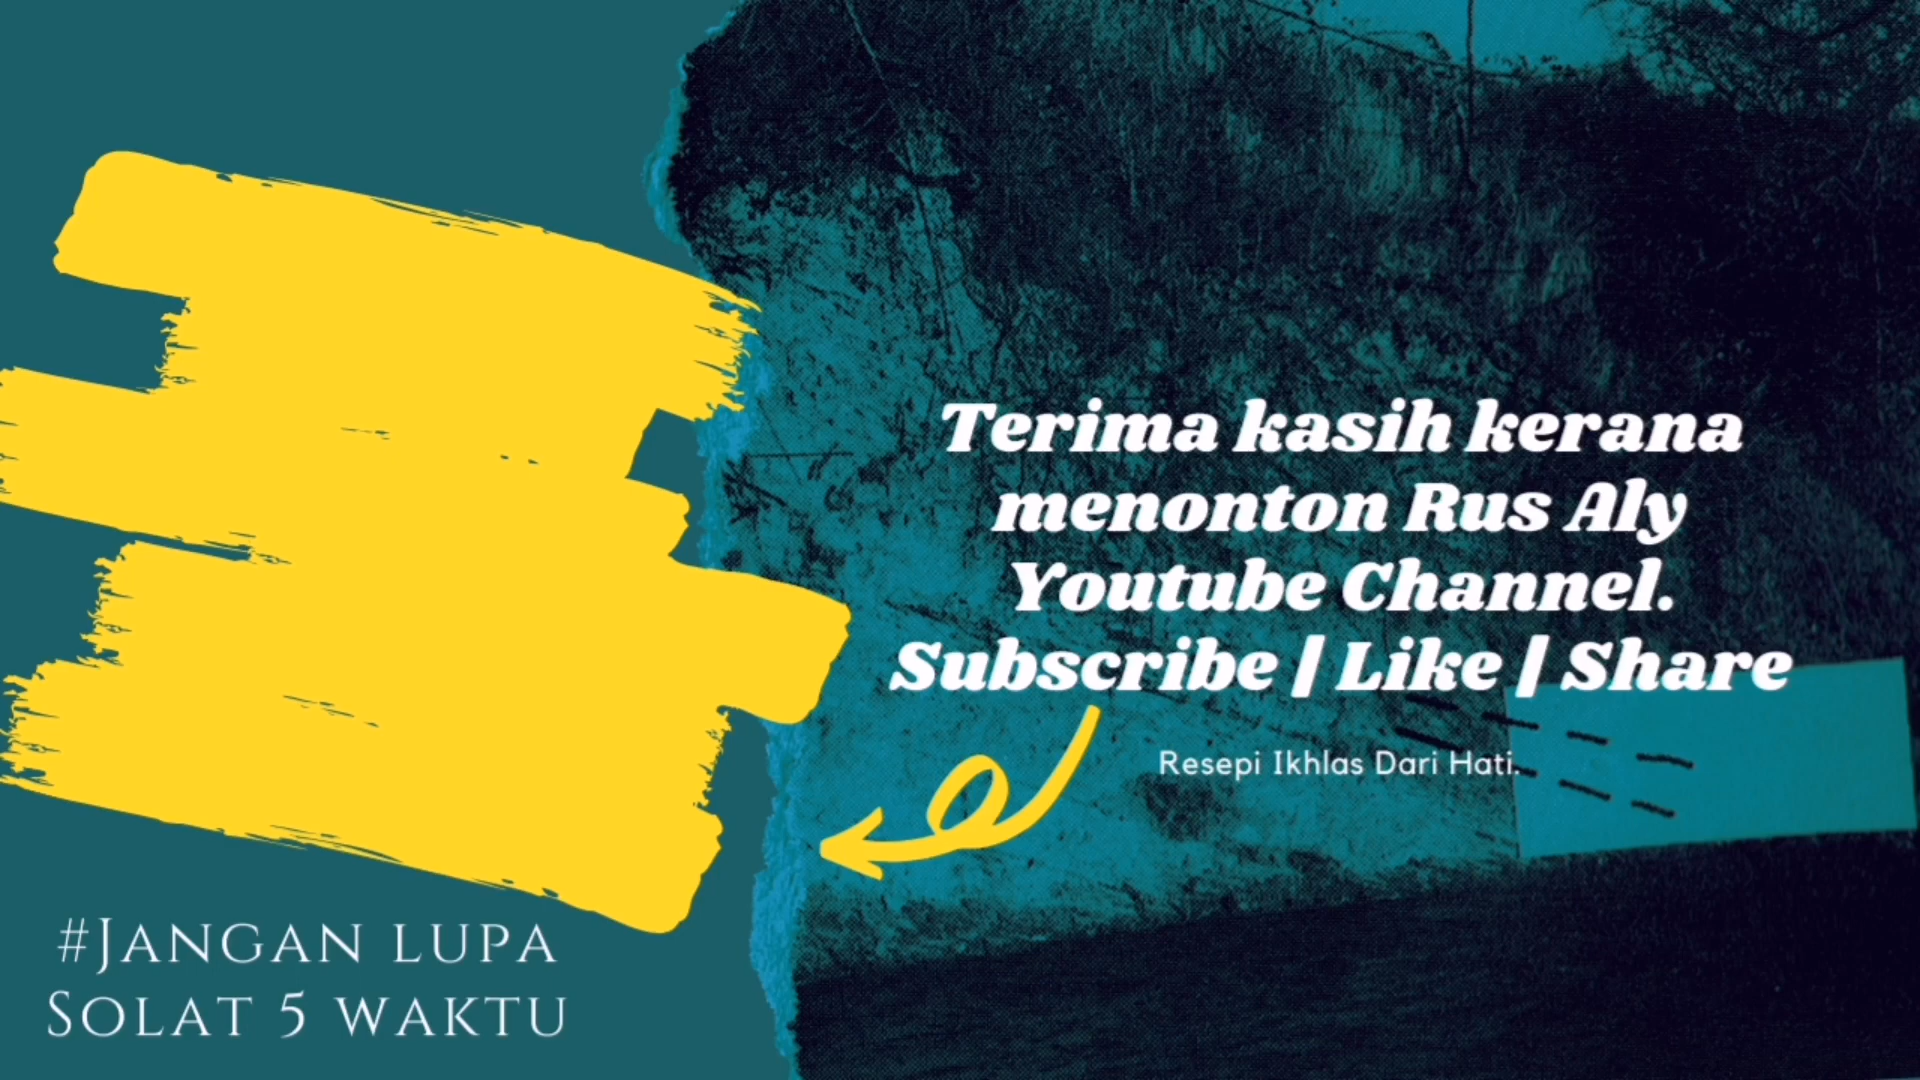 Terima kasih kerana
menonton Rus Aly
Youtube Channel.
Subscribe | Like | Share
Resepi Ikhlas Dari Hati.
#Jangan lupa
Solat 5 waktu